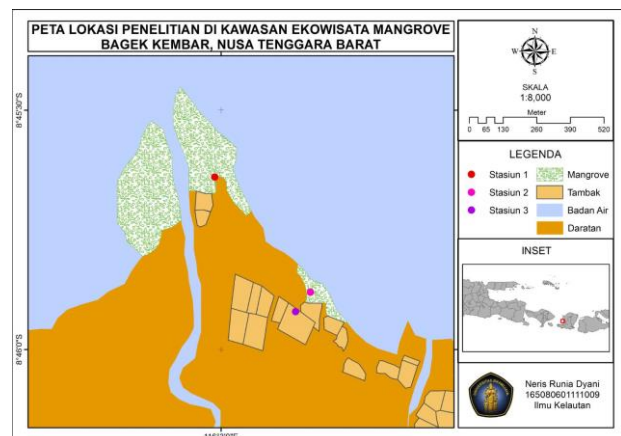 PETA LOKASI PENELITIAN DI KAWASAN EKOWISATA MANGROVE
BAGEK KEMBAR, NUSA TENGGARA BARAT
N
W E
S
SKALA
1:8,000
Meter
0 65 130 260 390 520
LEGENDA
Stasiun 1
Stasiun 2
Stasiun 3
Mangrove
Tambak
Badan Air
Daratan
INSET
Neris Runia Dyani
165080601111009
Ilmu Kelautan
8°45'30"S
8°46'0"S